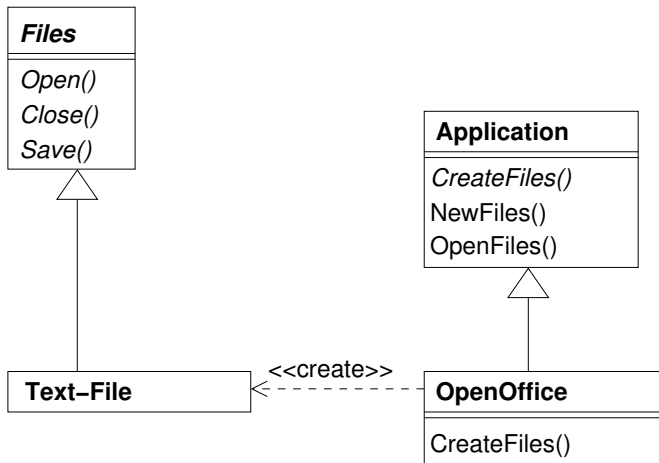 Files
Open()
Close()
Save()
Application
CreateFiles()
NewFiles()
OpenFiles()
<<create>>
Text–File
OpenOffice
CreateFiles()